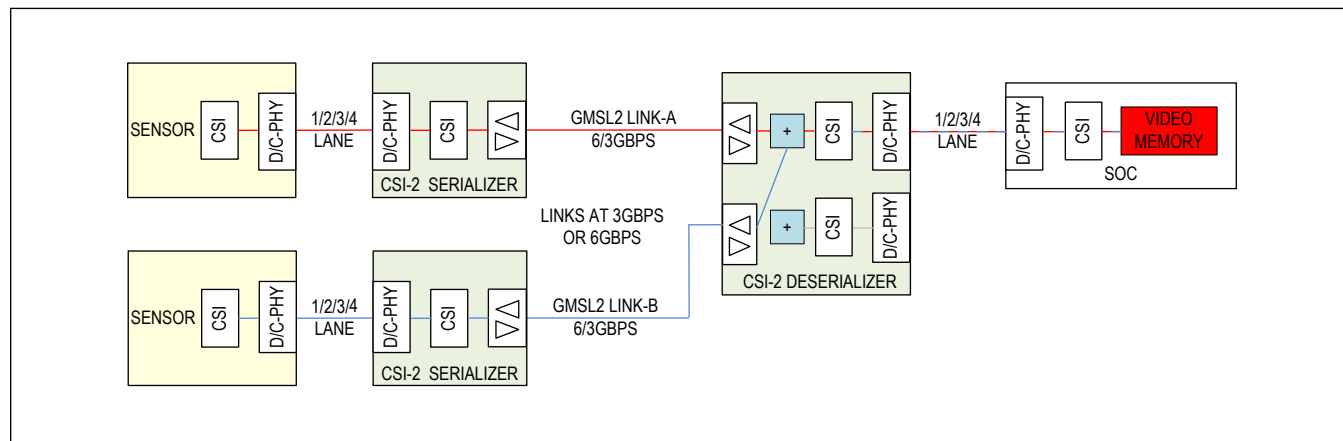 SENSOR
CSI
D/C-PHY
1/2/3/4
LANE
D/C-PHY
CSI
CSI-2 SERIALIZER
GMSL2 LINK-A
6/3GBPS
+
CSI
D/C-PHY
1/2/3/4
LANE
D/C-PHY
CSI
VIDEO
MEMORY
SOC
LINKS AT 3GBPS
OR 6GBPS
+
CSI
D/C-PHY
CSI-2 DESERIALIZER
SENSOR
CSI
D/C-PHY
1/2/3/4
LANE
D/C-PHY
CSI
CSI-2 SERIALIZER
GMSL2 LINK-B
6/3GBPS